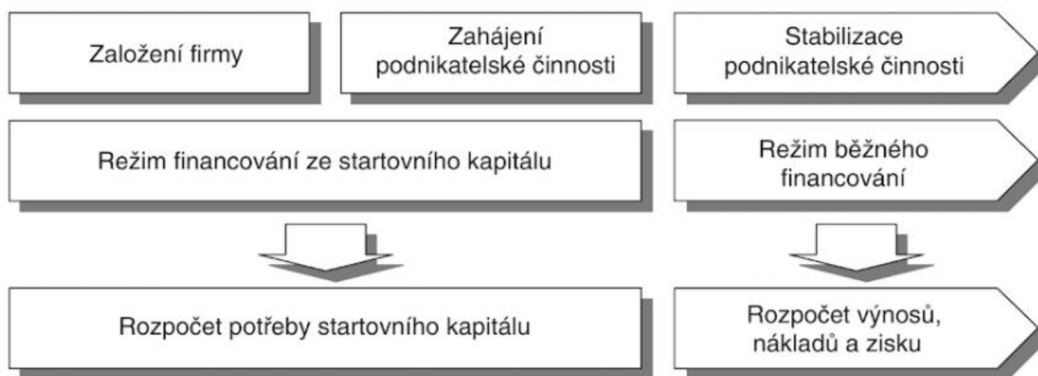 Založení firmy
Zahájení
podnikatelské činnosti
Stabilizace
podnikatelské činnosti
Režim financování ze startovního kapitálu
Režim běžného
financování
Rozpočet potřeby startovního kapitálu
Rozpočet výnosů,
nákladů a zisku